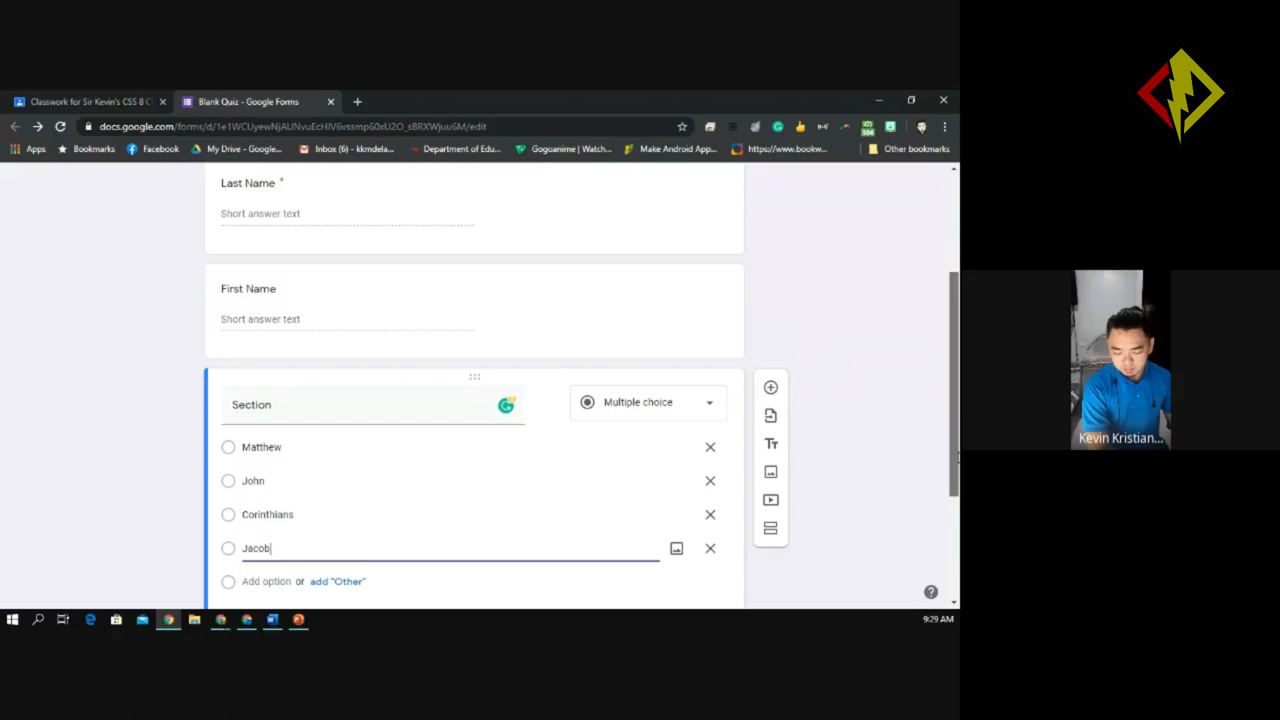 Classwork for Sir Kevin's CSS 8 C
Blank Quiz - Google Forms
docs.google.com/forms/d/1e1WCUyewNjAUNvuEcHIV6vssmp60xU2O_sBRXWjuu6M/edit
Apps
Bookmarks
Facebook
My Drive - Google...
Inbox (6) - kkmdela...
Department of Edu...
Gogoanime | Watch...
Make Android App...
https://www.bookw...
Other bookmarks
Last Name *
Short answer text
First Name
Short answer text
Section
Multiple choice
Matthew
John
Corinthians
Jacob
Add option or add "Other"
Kevin Kristian...
9:29 AM